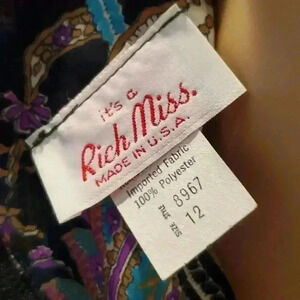 it's a
Rich Miss.
MADE IN U.S.A.
Imported Fabric
100% Polyester
STYLE 8967
SIZE 12